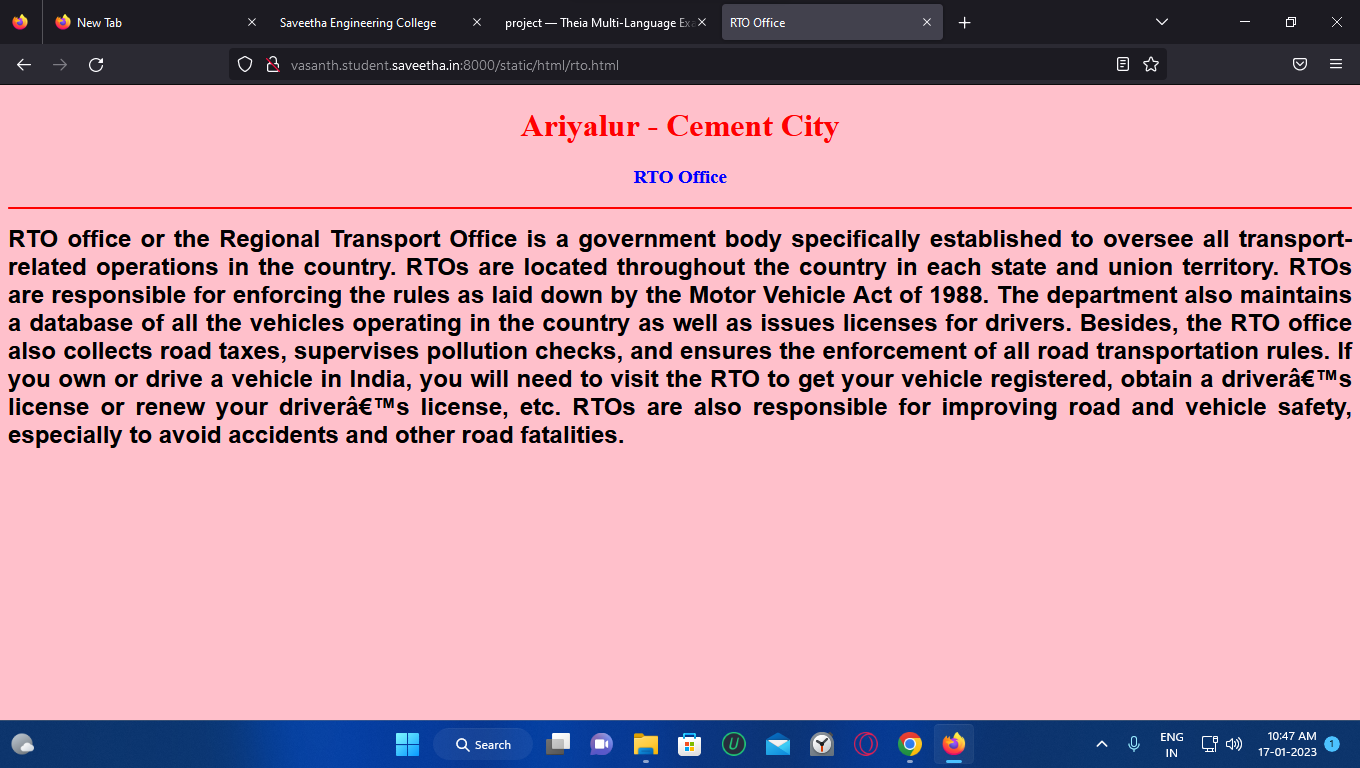 New Tab
Saveetha Engineering College
project — Theia Multi-Language Exa
RTO Office
vasanth.student.saveetha.in:8000/static/html/rto.html
Ariyalur - Cement City
RTO Office
RTO office or the Regional Transport Office is a government body specifically established to oversee all transport-
related operations in the country. RTOs are located throughout the country in each state and union territory. RTOs
are responsible for enforcing the rules as laid down by the Motor Vehicle Act of 1988. The department also maintains
a database of all the vehicles operating in the country as well as issues licenses for drivers. Besides, the RTO office
also collects road taxes, supervises pollution checks, and ensures the enforcement of all road transportation rules. If
you own or drive a vehicle in India, you will need to visit the RTO to get your vehicle registered, obtain a driverâ€™s
license or renew your driverâ€™s license, etc. RTOs are also responsible for improving road and vehicle safety,
especially to avoid accidents and other road fatalities.
Search
ENG
IN
10:47 AM
17-01-2023
1